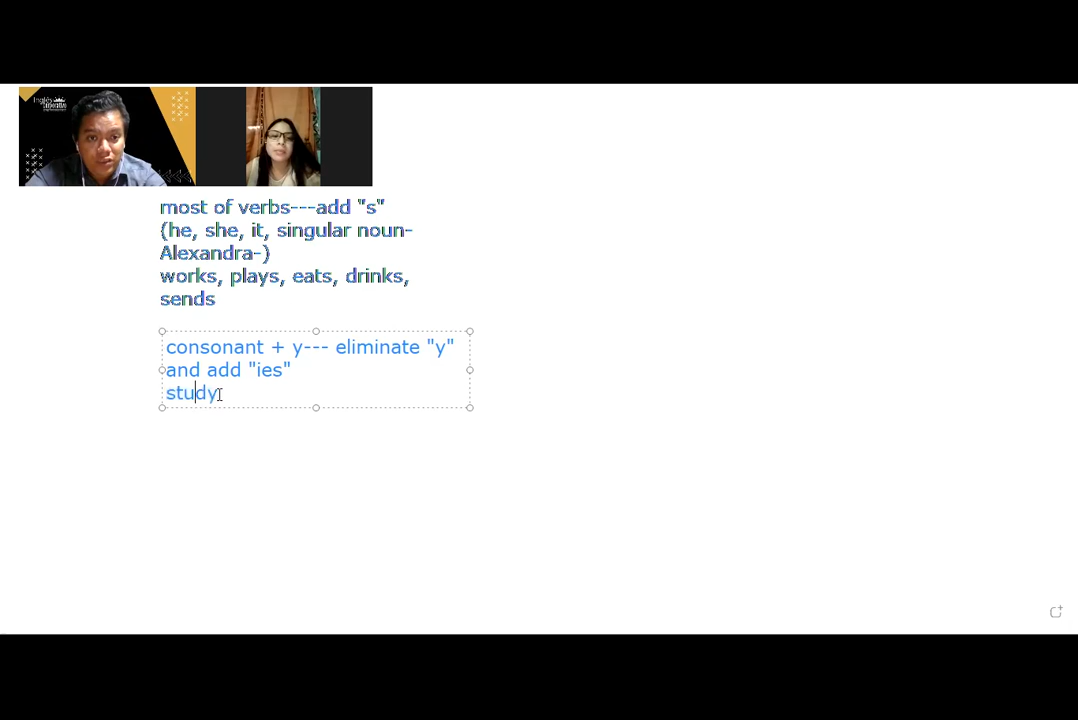 Inglés
most of verbs---add "s"
(he, she, it, singular noun-
Alexandra-)
works, plays, eats, drinks,
sends
consonant + y--- eliminate "y"
and add "ies"
study